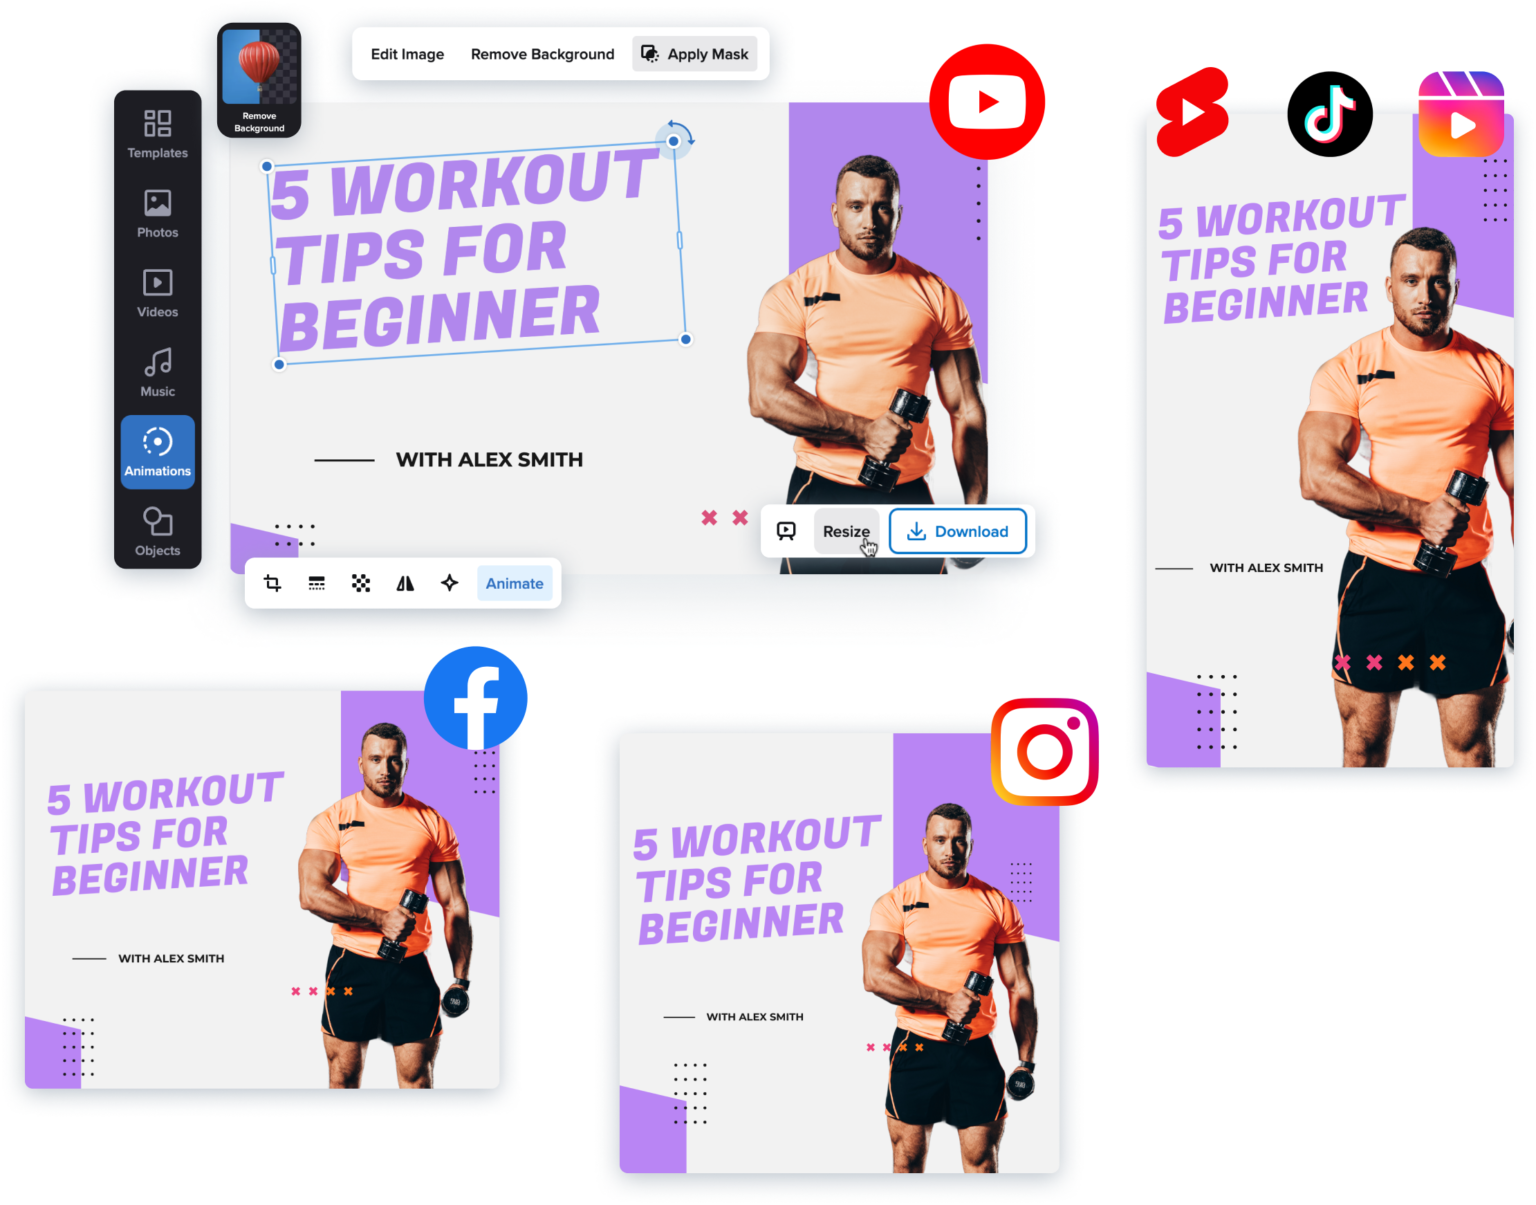 Remove
Background
Edit Image
Remove Background
Apply Mask
Templates
Photos
Videos
Music
Animations
Objects
5 WORKOUT
TIPS FOR
BEGINNER
WITH ALEX SMITH
Resize
Download
Animate
5 WORKOUT
TIPS FOR
BEGINNER
WITH ALEX SMITH
5 WORKOUT
TIPS FOR
BEGINNER
WITH ALEX SMITH
5 WORKOUT
TIPS FOR
BEGINNER
WITH ALEX SMITH